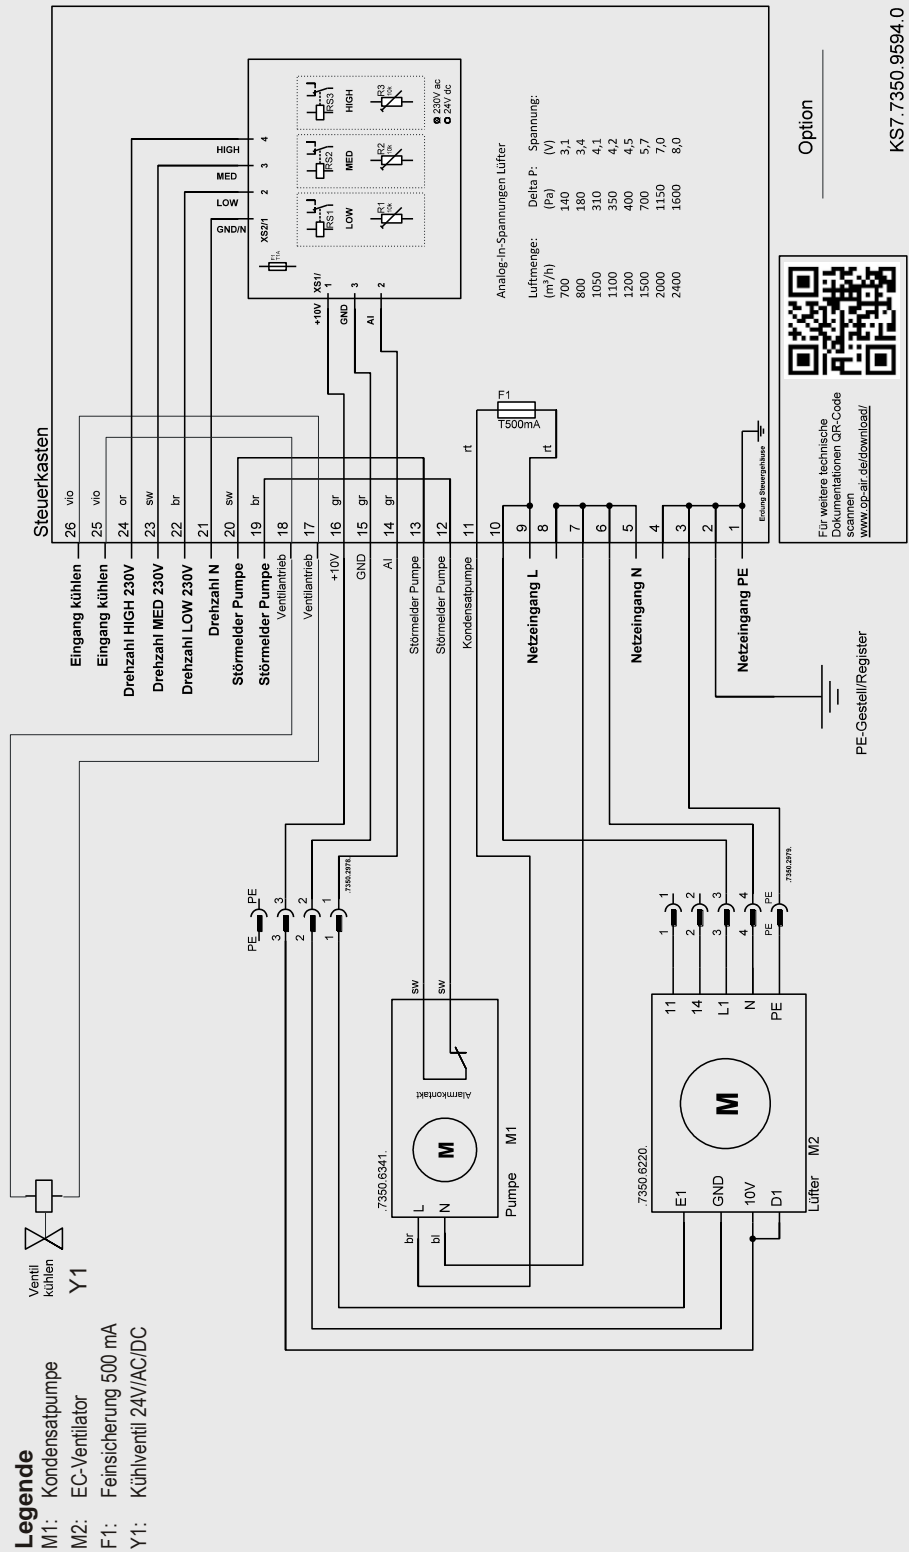 Legende
M1: Kondensatpumpe
M2: EC-Ventilator
F1: Feinsicherung 500 mA
Y1: Kühlventil 24V/AC/DC
Ventil
kühlen
Y1
Steuerkasten
26 vio
25 vio
24 or
23 sw
22 br
21
20 sw
19 br
18
17
16 gr
15 gr
14 gr
13
12
11 rt
10
9
8
7
6
5
4
3
2
1
Eingang kühlen
Eingang kühlen
Drehzahl HIGH 230V
Drehzahl MED 230V
Drehzahl LOW 230V
Drehzahl N
Störmelder Pumpe
Störmelder Pumpe
Ventilantrieb
Ventilantrieb
+10V
GND
AI
Störmelder Pumpe
Störmelder Pumpe
Kondensatpumpe
Netzeingang L
Netzeingang N
Netzeingang PE
HIGH 4
MED 3
LOW 2
GND/N XS2/1
F1
T1A
+10V XS1/ 1
GND 3
AI 2
RS1
LOW
R1
10k
RS2
MED
R2
10k
RS3
HIGH
R3
10k
230V ac
24V dc
Analog-In-Spannungen Lüfter
Luftmenge: Delta P: Spannung:
(m³/h) (Pa) (V)
700 140 3,1
800 180 3,4
1050 310 4,1
1100 350 4,2
1200 400 4,5
1500 700 5,7
2000 1150 7,0
2400 1600 8,0
F1
T500mA
rt
Erdung Steuergehäuse
PE-Gestell/Register
PE PE
3 3
2 2
1 1
.7350.2978.
1 1
2 2
3 3
4 4
PE PE
.7350.2979.
sw
sw
Alarmkontakt
M
.7350.6341.
L
N
br
bl
Pumpe M1
11
14
L1
N
PE
M
.7350.6220.
E1
GND
10V
D1
Lüfter M2
Für weitere technische
Dokumentationen QR-Code
scannen
www.op-air.de/download/
Option
KS7.7350.9594.0